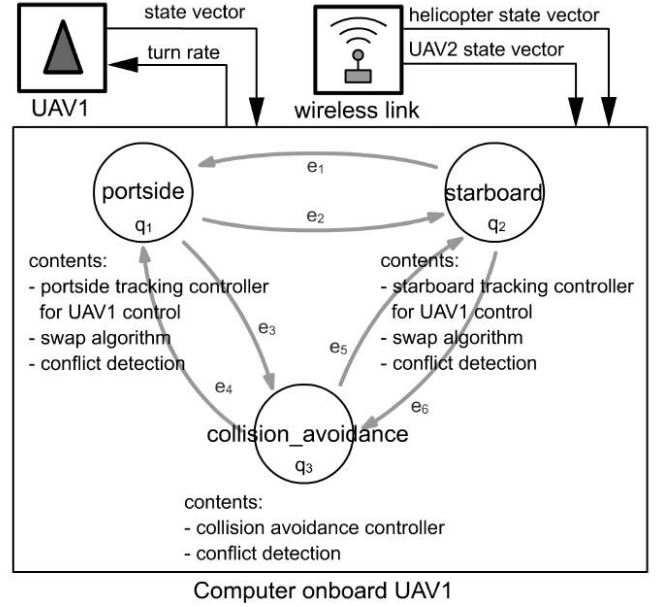 state vector
turn rate
UAV1
helicopter state vector
UAV2 state vector
wireless link
portside
q₁
e₁
e₂
starboard
q₂
contents:
- portside tracking controller
for UAV1 control
- swap algorithm
- conflict detection
contents:
- starboard tracking controller
for UAV1 control
- swap algorithm
- conflict detection
e₃
e₄
e₅
e₆
collision_avoidance
q₃
contents:
- collision avoidance controller
- conflict detection
Computer onboard UAV1